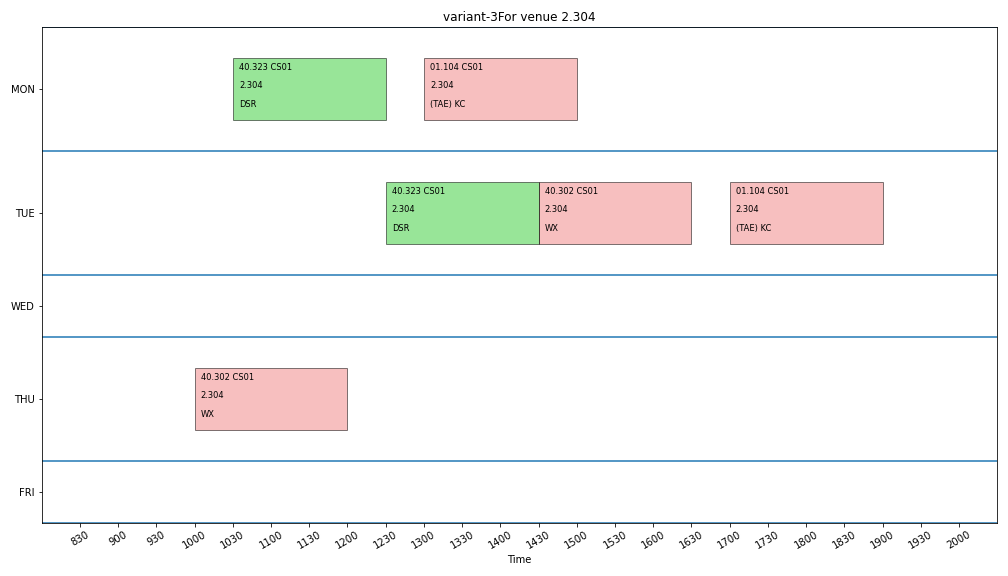 variant-3For venue 2.304
MON
40.323 CS01
2.304
DSR
01.104 CS01
2.304
(TAE) KC
TUE
40.323 CS01
2.304
DSR
40.302 CS01
2.304
WX
01.104 CS01
2.304
(TAE) KC
WED
THU
40.302 CS01
2.304
WX
FRI
830 900 930 1000 1030 1100 1130 1200 1230 1300 1330 1400 1430 1500 1530 1600 1630 1700 1730 1800 1830 1900 1930 2000
Time